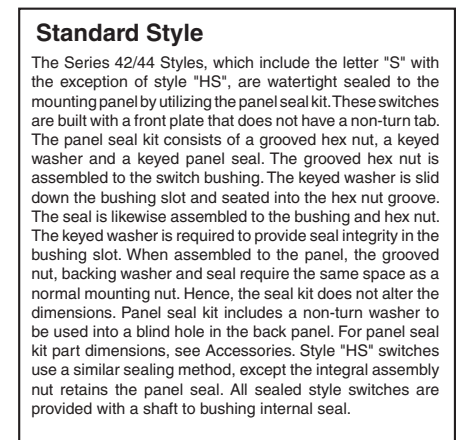 Standard Style
The Series 42/44 Styles, which include the letter "S" with
the exception of style "HS", are watertight sealed to the
mounting panel by utilizing the panel seal kit. These switches
are built with a front plate that does not have a non-turn tab.
The panel seal kit consists of a grooved hex nut, a keyed
washer and a keyed panel seal. The grooved hex nut is
assembled to the switch bushing. The keyed washer is slid
down the bushing slot and seated into the hex nut groove.
The seal is likewise assembled to the bushing and hex nut.
The keyed washer is required to provide seal integrity in the
bushing slot. When assembled to the panel, the grooved
nut, backing washer and seal require the same space as a
normal mounting nut. Hence, the seal kit does not alter the
dimensions. Panel seal kit includes a non-turn washer to
be used into a blind hole in the back panel. For panel seal
kit part dimensions, see Accessories. Style "HS" switches
use a similar sealing method, except the integral assembly
nut retains the panel seal. All sealed style switches are
provided with a shaft to bushing internal seal.